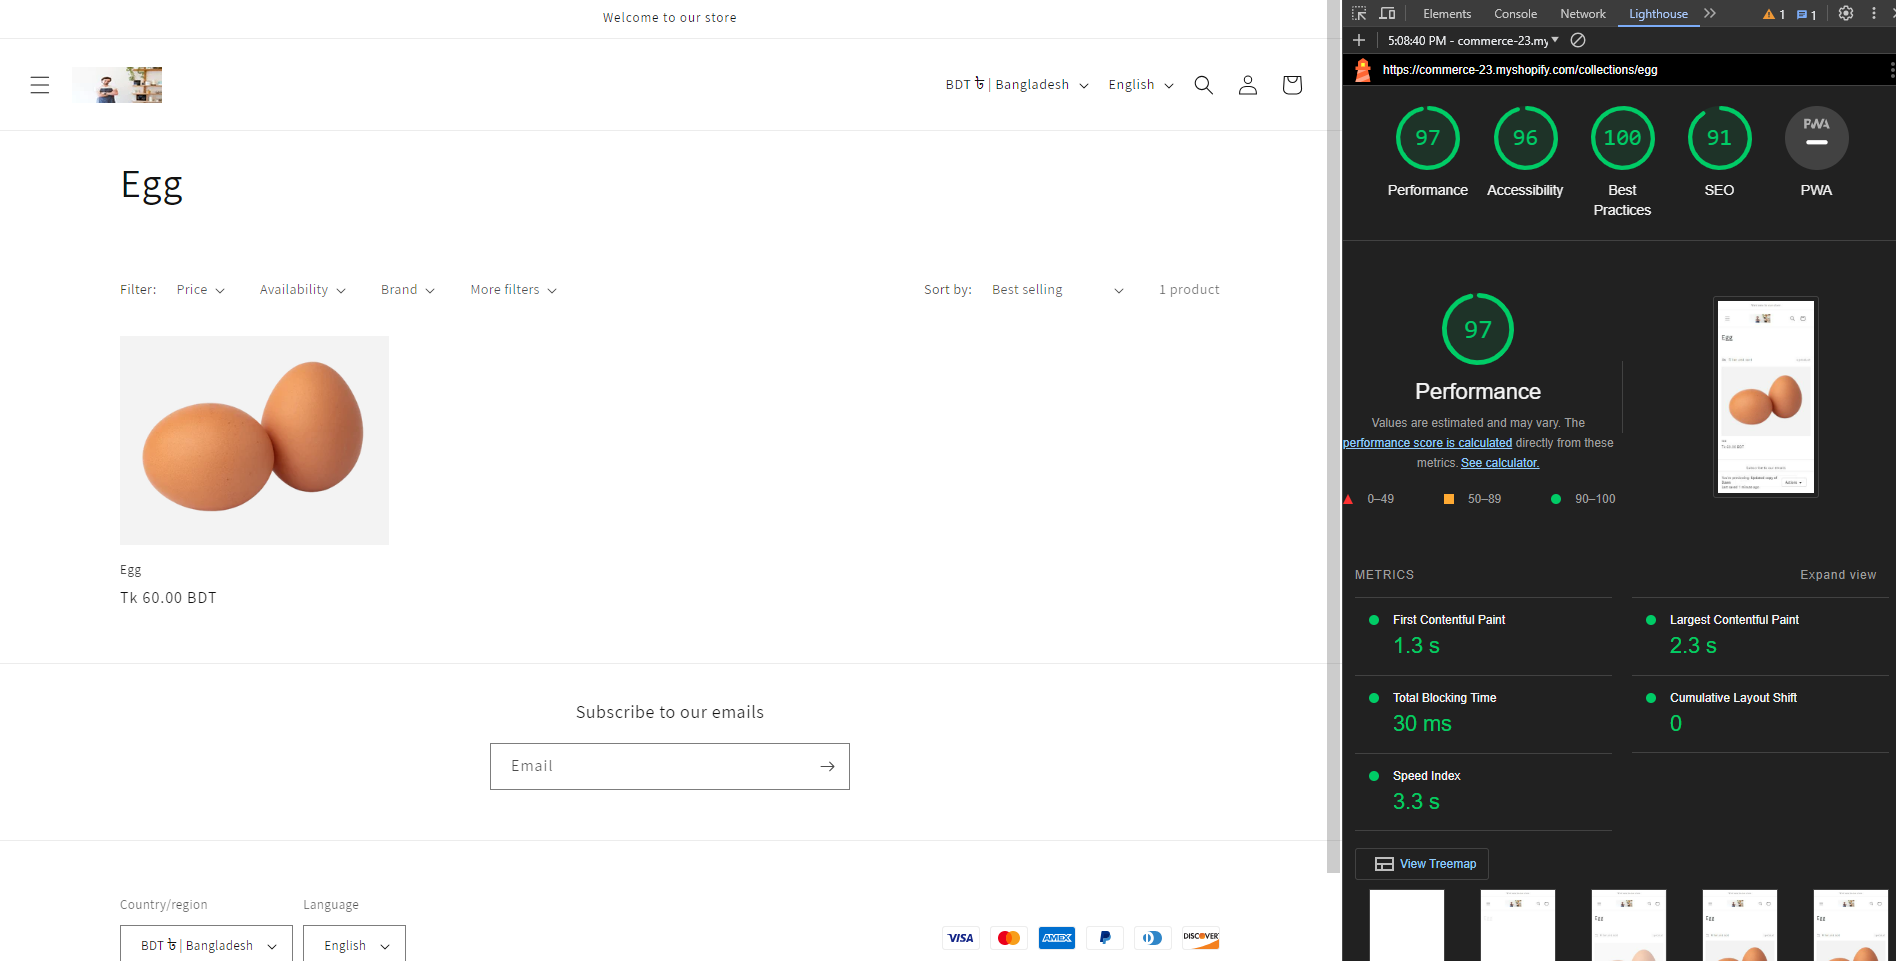 Welcome to our store
BDT ৳ | Bangladesh
English
Egg
Filter:
Price
Availability
Brand
More filters
Sort by:
Best selling
1 product
Egg
Tk 60.00 BDT
Subscribe to our emails
Email
Country/region
Language
BDT ৳ | Bangladesh
English
VISA
AMEX
DISCOVER
Elements
Console
Network
Lighthouse
1
1
5:08:40 PM - commerce-23.my
https://commerce-23.myshopify.com/collections/egg
97
96
100
91
PWA
Performance
Accessibility
Best
Practices
SEO
PWA
97
Performance
Values are estimated and may vary. The
performance score is calculated directly from these
metrics. See calculator.
0–49
50–89
90–100
Egg
METRICS
Expand view
First Contentful Paint
1.3 s
Largest Contentful Paint
2.3 s
Total Blocking Time
30 ms
Cumulative Layout Shift
0
Speed Index
3.3 s
View Treemap
Egg
Egg
Egg